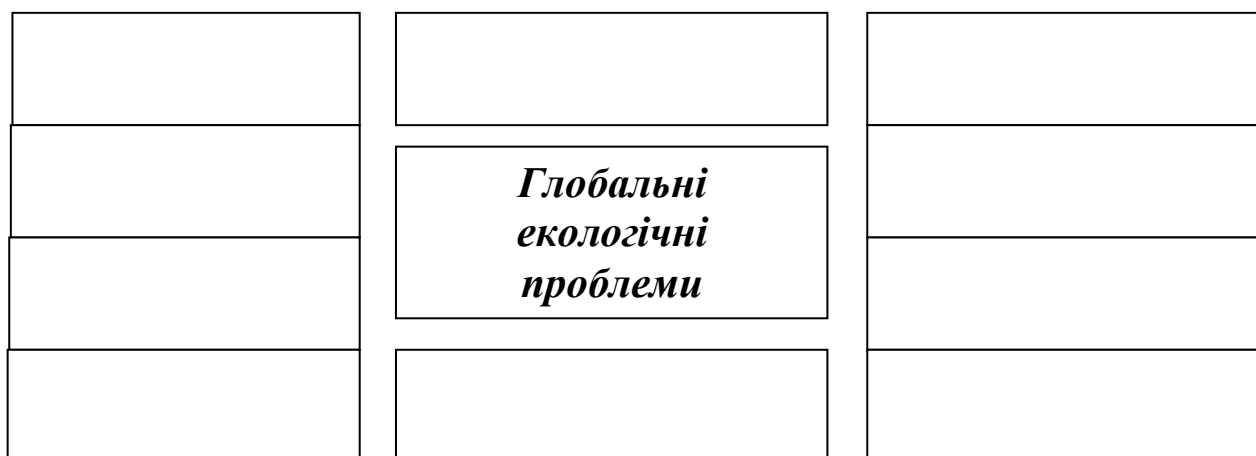 Глобальні
екологічні
проблеми